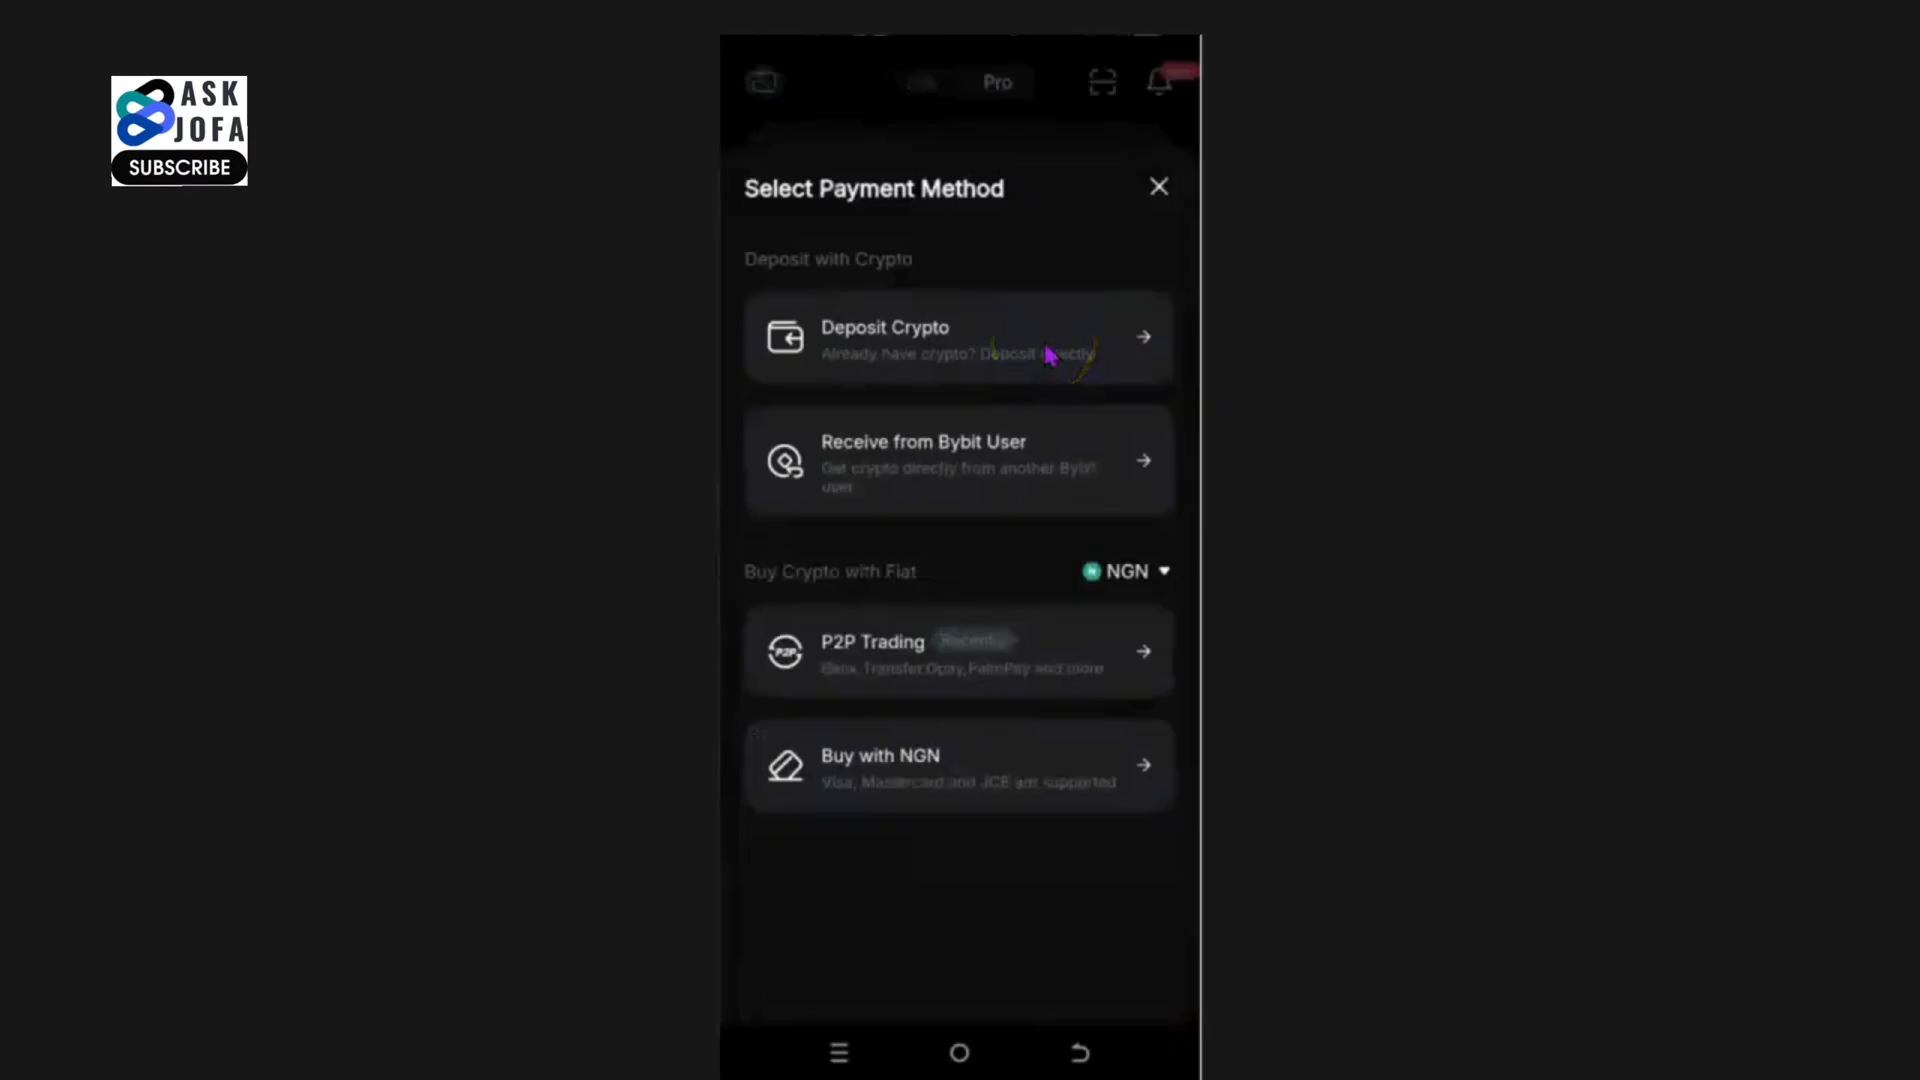 ASK
JOFA
SUBSCRIBE
Pro
Select Payment Method
Deposit with Crypto
Deposit Crypto
Already have crypto? Deposit directly
Receive from Bybit User
Get crypto directly from another Bybit
user
Buy Crypto with Fiat
NGN
P2P Trading
P2P
Bank Transfer,Opay,PalmPay and more
Buy with NGN
Visa, Mastercard and JCB are supported